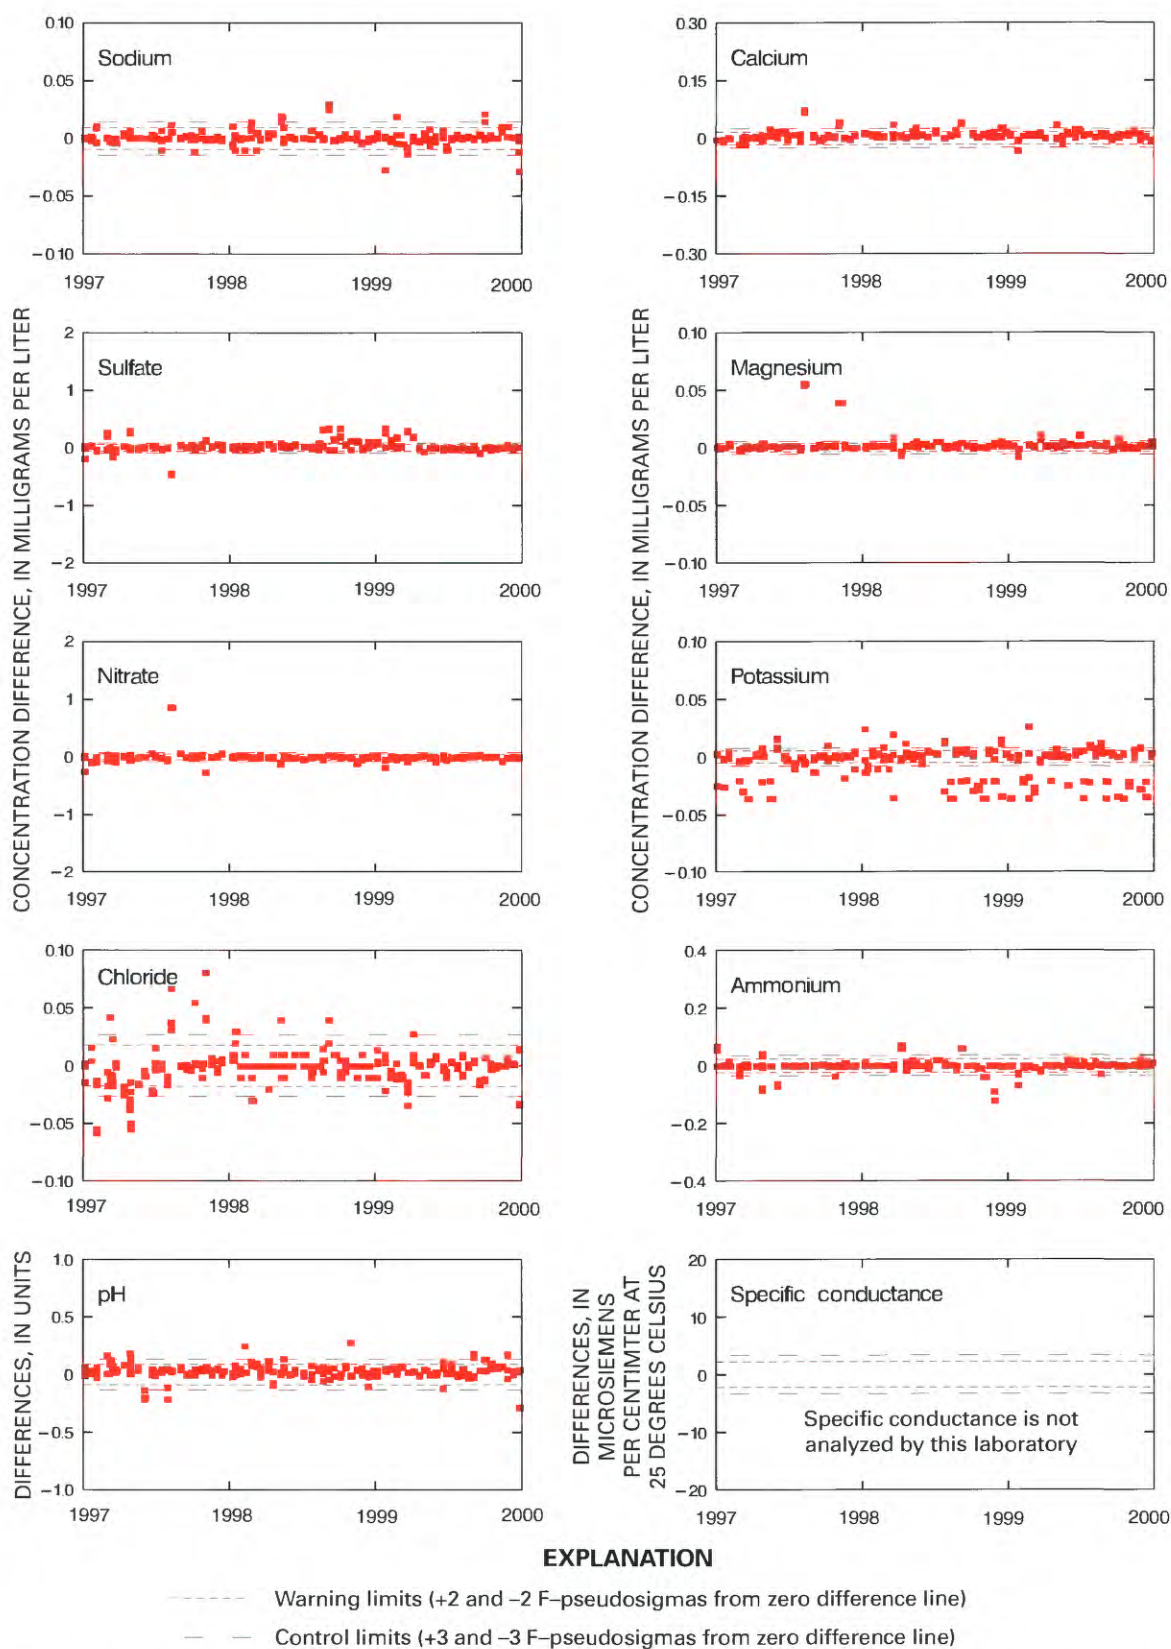 CONCENTRATION DIFFERENCE, IN MILLIGRAMS PER LITER
0.10
0.05
0
−0.05
−0.10
Sodium
1997 1998 1999 2000
2
1
0
−1
−2
Sulfate
1997 1998 1999 2000
2
1
0
−1
−2
Nitrate
1997 1998 1999 2000
0.10
0.05
0
−0.05
−0.10
Chloride
1997 1998 1999 2000
DIFFERENCES, IN UNITS
1.0
0.5
0
−0.5
−1.0
pH
1997 1998 1999 2000
CONCENTRATION DIFFERENCE, IN MILLIGRAMS PER LITER
0.30
0.15
0
−0.15
−0.30
Calcium
1997 1998 1999 2000
0.10
0.05
0
−0.05
−0.10
Magnesium
1997 1998 1999 2000
0.10
0.05
0
−0.05
−0.10
Potassium
1997 1998 1999 2000
0.4
0.2
0
−0.2
−0.4
Ammonium
1997 1998 1999 2000
DIFFERENCES, IN
MICROSIEMENS
PER CENTIMTER AT
25 DEGREES CELSIUS
20
10
0
−10
−20
Specific conductance
Specific conductance is not
analyzed by this laboratory
1997 1998 1999 2000
EXPLANATION
Warning limits (+2 and −2 F–pseudosigmas from zero difference line)
Control limits (+3 and −3 F–pseudosigmas from zero difference line)